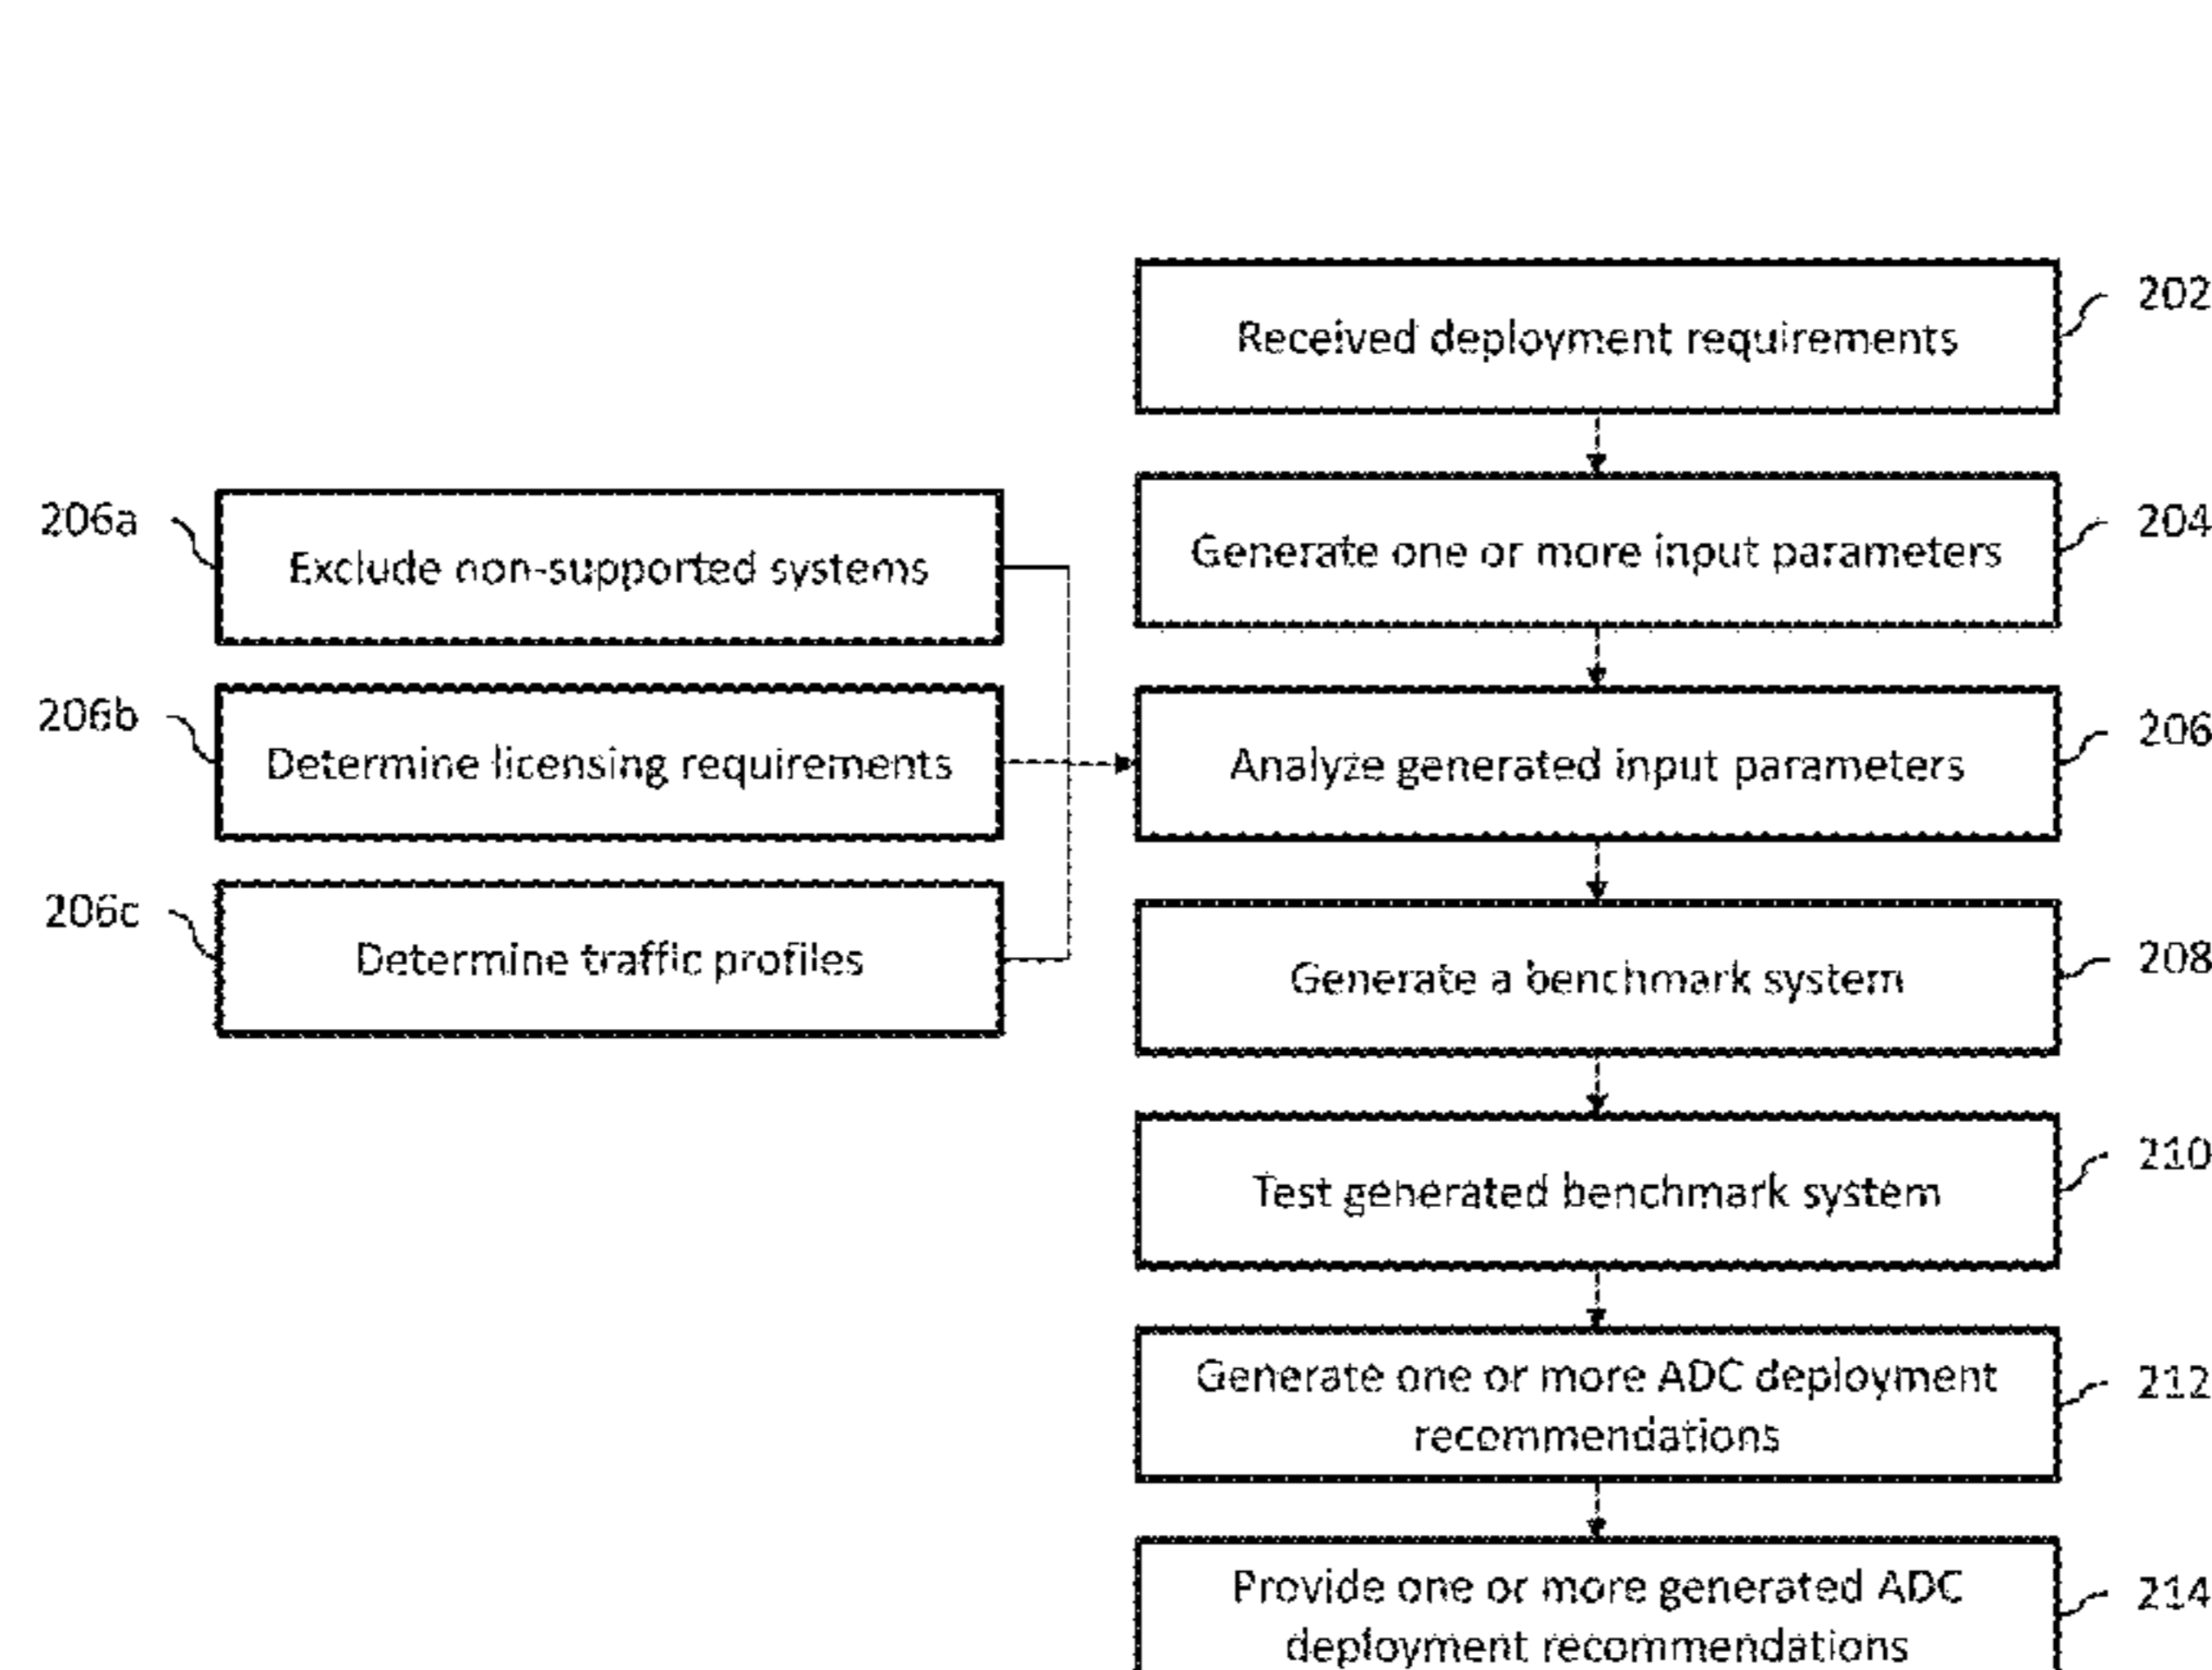 202
Received deployment requirements
204
Generate one or more input parameters
206a
Exclude non-supported systems
206b
Determine licensing requirements
206
Analyze generated input parameters
206c
Determine traffic profiles
208
Generate a benchmark system
210
Test generated benchmark system
212
Generate one or more ADC deployment
recommendations
214
Provide one or more generated ADC
deployment recommendations